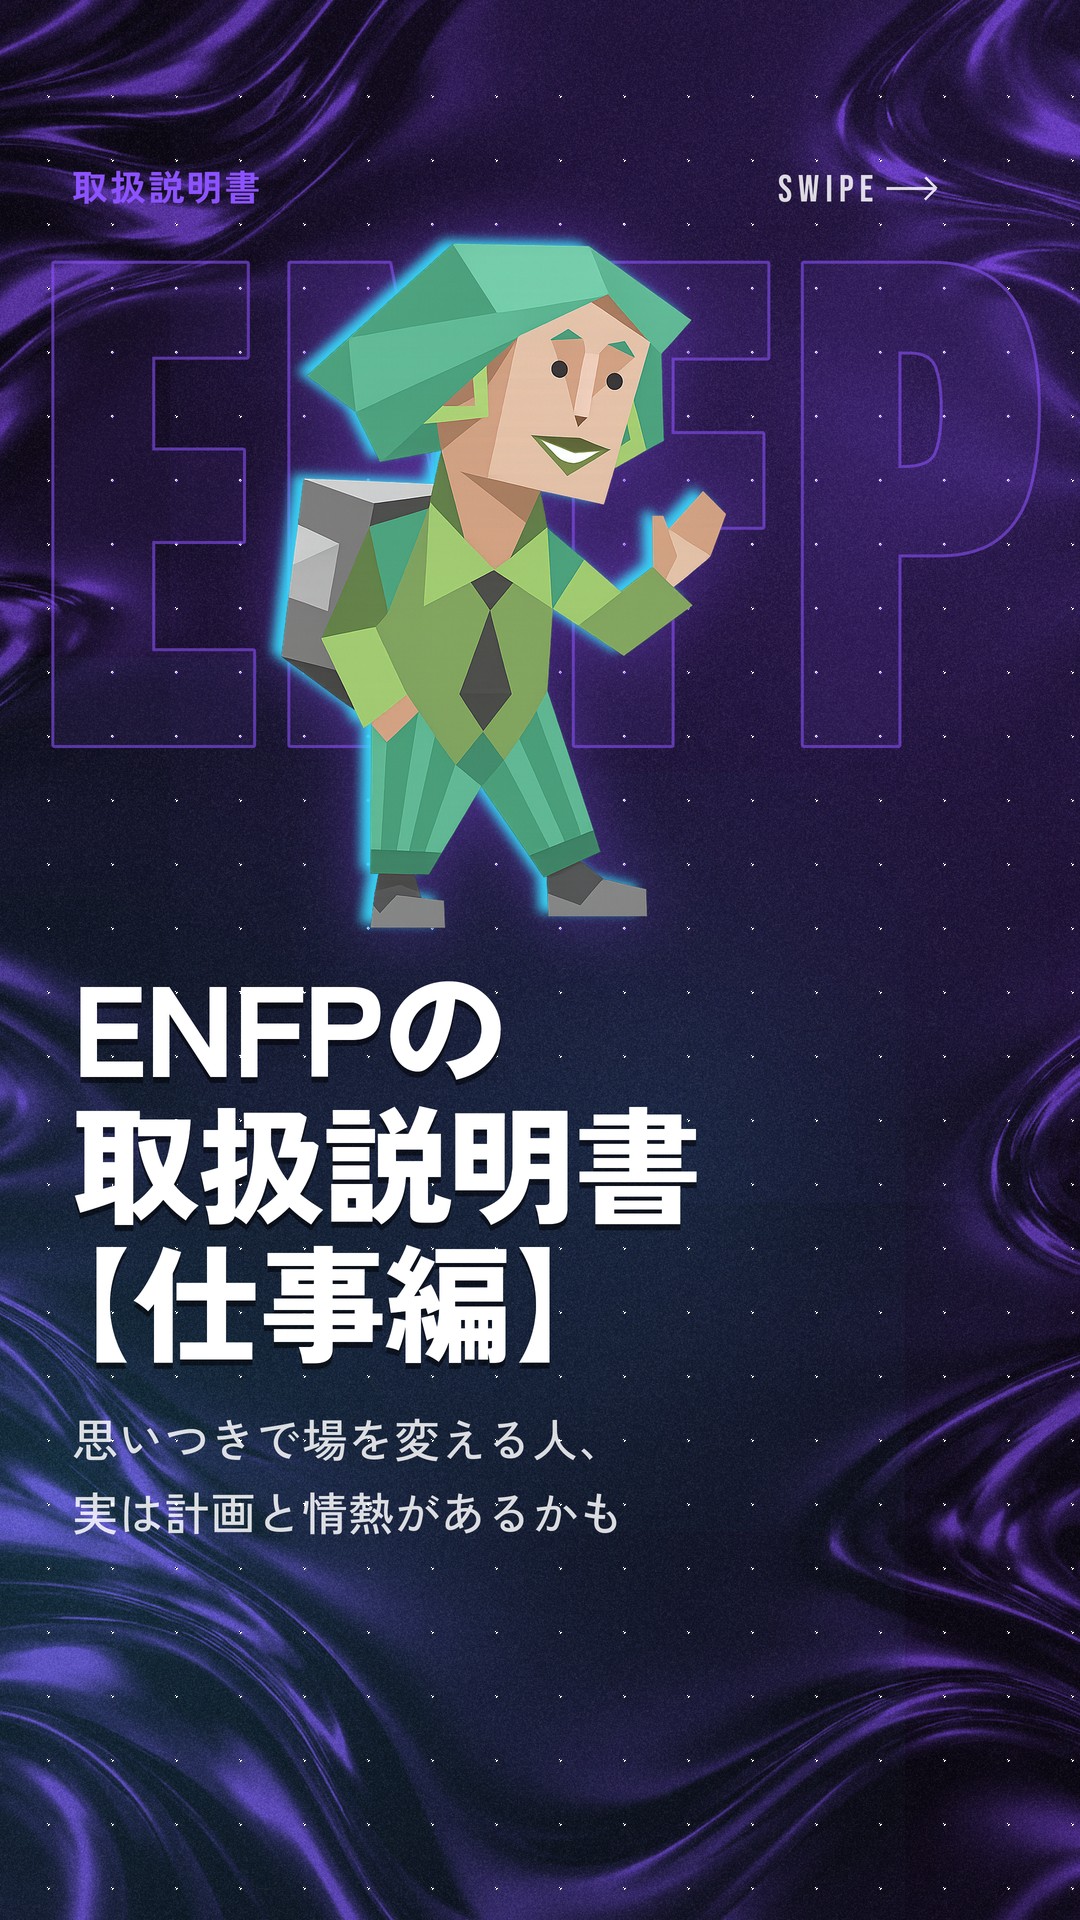 取扱説明書
SWIPE →
ENFP
ENFPの
取扱説明書
【仕事編】
思いつきで場を変える人、
実は計画と情熱があるかも